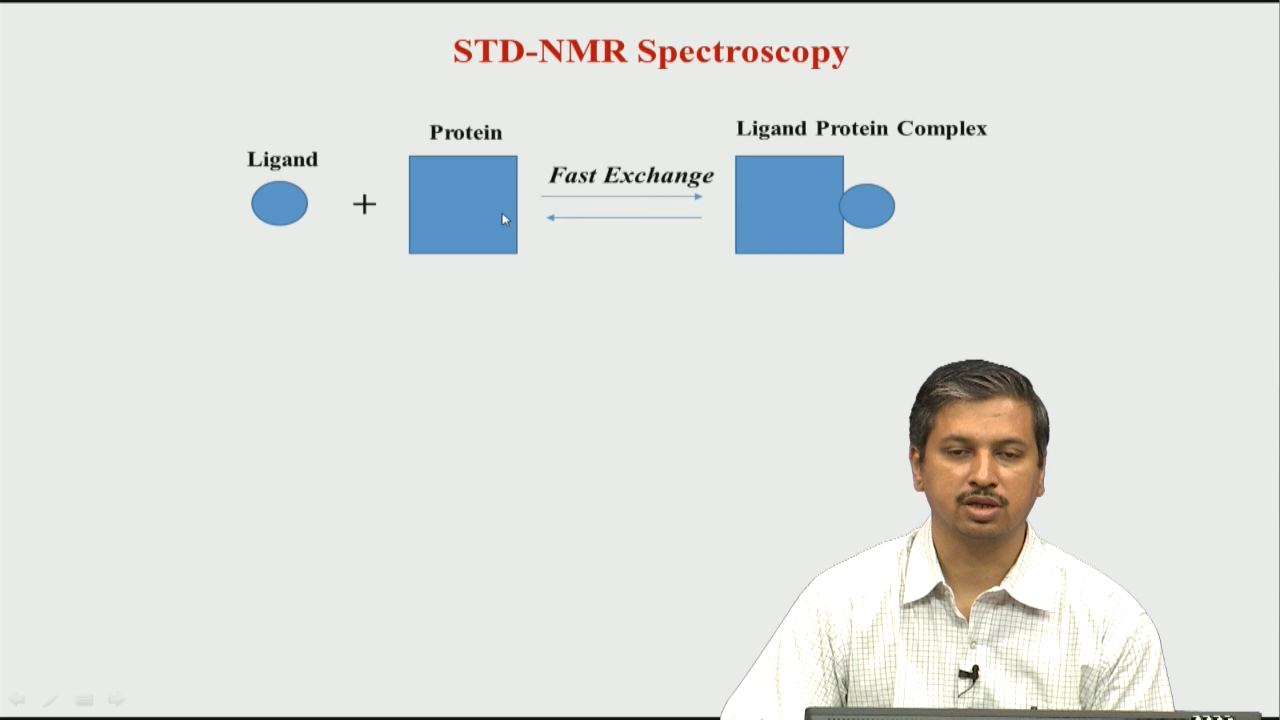 STD-NMR Spectroscopy
Ligand
+
Protein
Fast Exchange
Ligand Protein Complex